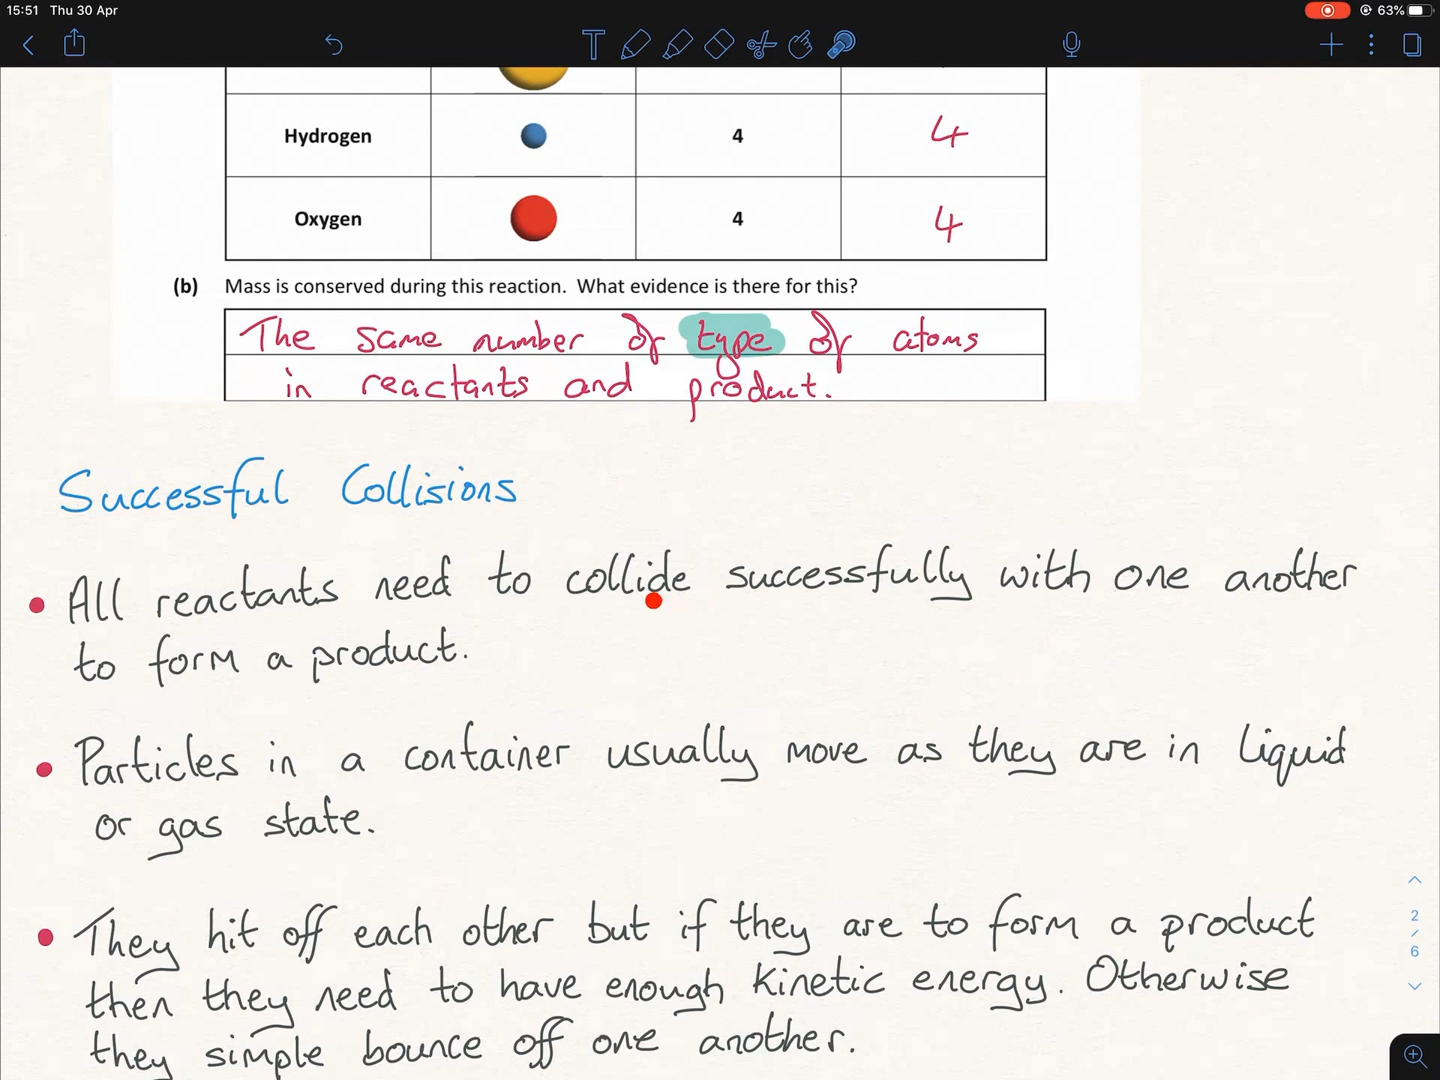 15:51 Thu 30 Apr
63%
Hydrogen 4 4
Oxygen 4 4
(b) Mass is conserved during this reaction. What evidence is there for this?
The same number of type of atoms
in reactants and product.
Successful Collisions
• All reactants need to collide successfully with one another
to form a product.
• Particles in a container usually move as they are in liquid
or gas state.
• They hit off each other but if they are to form a product
then they need to have enough kinetic energy. Otherwise
they simple bounce off one another.
2
/
6